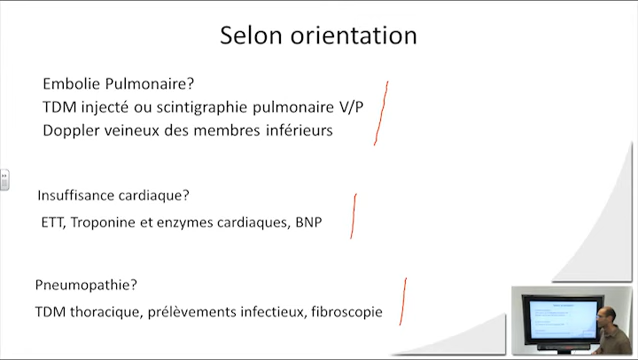 Selon orientation
Embolie Pulmonaire?
TDM injecté ou scintigraphie pulmonaire V/P
Doppler veineux des membres inférieurs
Insuffisance cardiaque?
ETT, Troponine et enzymes cardiaques, BNP
Pneumopathie?
TDM thoracique, prélèvements infectieux, fibroscopie